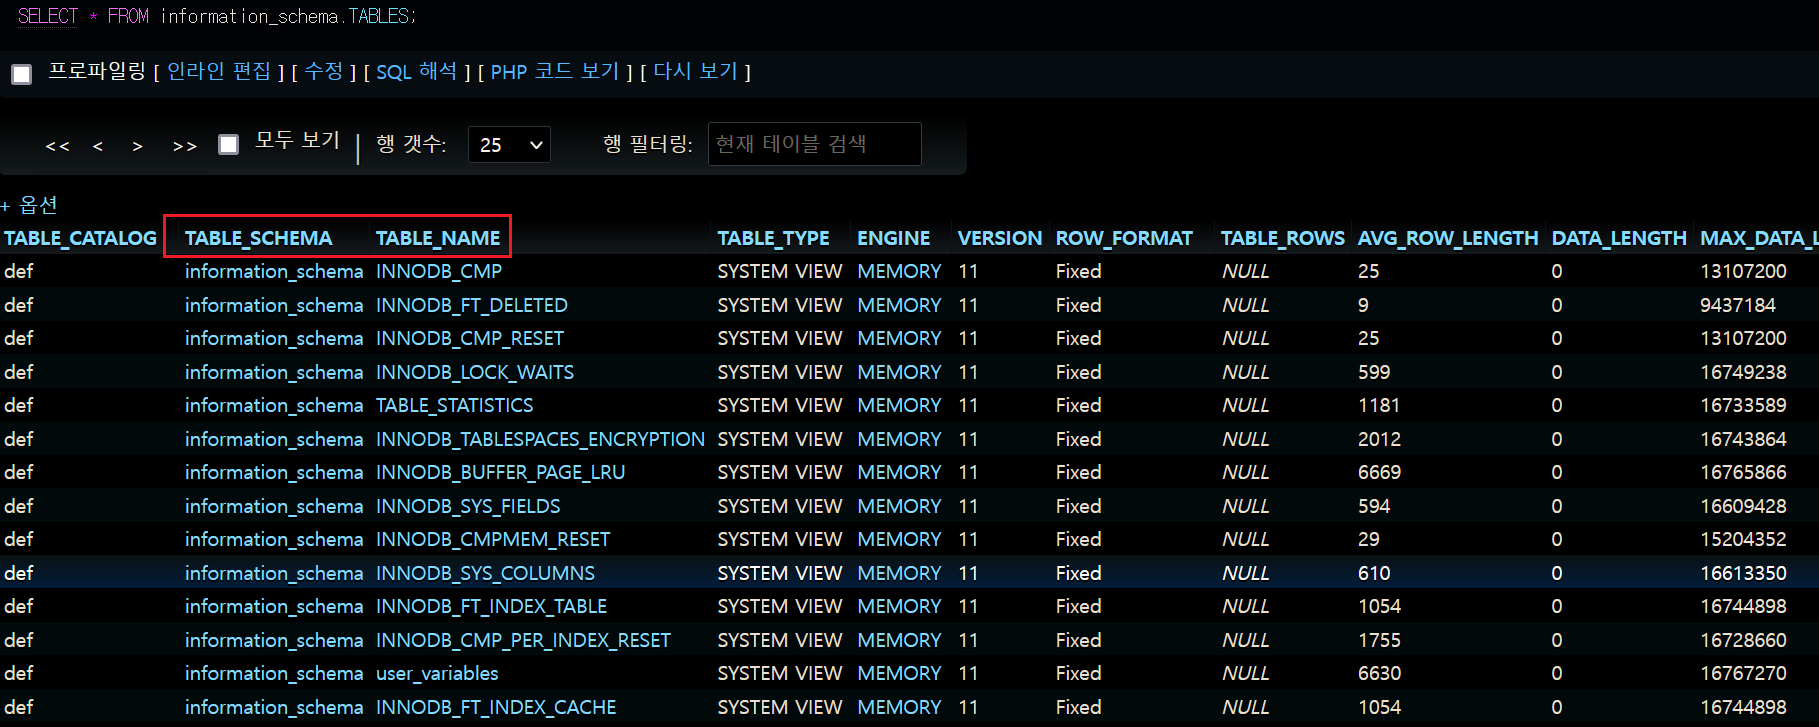 SELECT * FROM information_schema.TABLES;
프로파일링 [ 인라인 편집 ] [ 수정 ] [ SQL 해석 ] [ PHP 코드 보기 ] [ 다시 보기 ]
<< < > >> 모두 보기 | 행 갯수: 25 행 필터링: 현재 테이블 검색
+ 옵션
TABLE_CATALOG TABLE_SCHEMA TABLE_NAME TABLE_TYPE ENGINE VERSION ROW_FORMAT TABLE_ROWS AVG_ROW_LENGTH DATA_LENGTH MAX_DATA_L
def information_schema INNODB_CMP SYSTEM VIEW MEMORY 11 Fixed NULL 25 0 13107200
def information_schema INNODB_FT_DELETED SYSTEM VIEW MEMORY 11 Fixed NULL 9 0 9437184
def information_schema INNODB_CMP_RESET SYSTEM VIEW MEMORY 11 Fixed NULL 25 0 13107200
def information_schema INNODB_LOCK_WAITS SYSTEM VIEW MEMORY 11 Fixed NULL 599 0 16749238
def information_schema TABLE_STATISTICS SYSTEM VIEW MEMORY 11 Fixed NULL 1181 0 16733589
def information_schema INNODB_TABLESPACES_ENCRYPTION SYSTEM VIEW MEMORY 11 Fixed NULL 2012 0 16743864
def information_schema INNODB_BUFFER_PAGE_LRU SYSTEM VIEW MEMORY 11 Fixed NULL 6669 0 16765866
def information_schema INNODB_SYS_FIELDS SYSTEM VIEW MEMORY 11 Fixed NULL 594 0 16609428
def information_schema INNODB_CMPMEM_RESET SYSTEM VIEW MEMORY 11 Fixed NULL 29 0 15204352
def information_schema INNODB_SYS_COLUMNS SYSTEM VIEW MEMORY 11 Fixed NULL 610 0 16613350
def information_schema INNODB_FT_INDEX_TABLE SYSTEM VIEW MEMORY 11 Fixed NULL 1054 0 16744898
def information_schema INNODB_CMP_PER_INDEX_RESET SYSTEM VIEW MEMORY 11 Fixed NULL 1755 0 16728660
def information_schema user_variables SYSTEM VIEW MEMORY 11 Fixed NULL 6630 0 16767270
def information_schema INNODB_FT_INDEX_CACHE SYSTEM VIEW MEMORY 11 Fixed NULL 1054 0 16744898